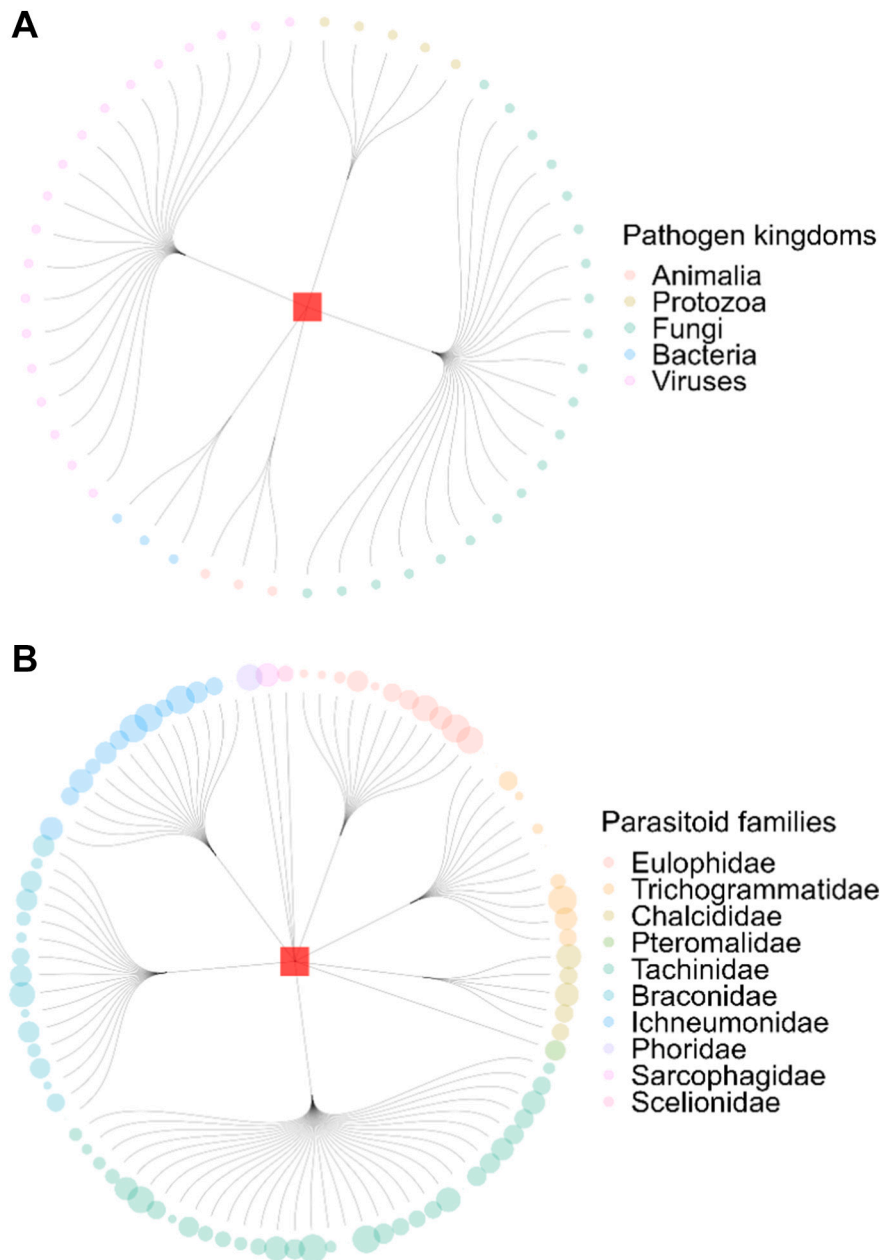 A
Pathogen kingdoms
Animalia
Protozoa
Fungi
Bacteria
Viruses
B
Parasitoid families
Eulophidae
Trichogrammatidae
Chalcididae
Pteromalidae
Tachinidae
Braconidae
Ichneumonidae
Phoridae
Sarcophagidae
Scelionidae